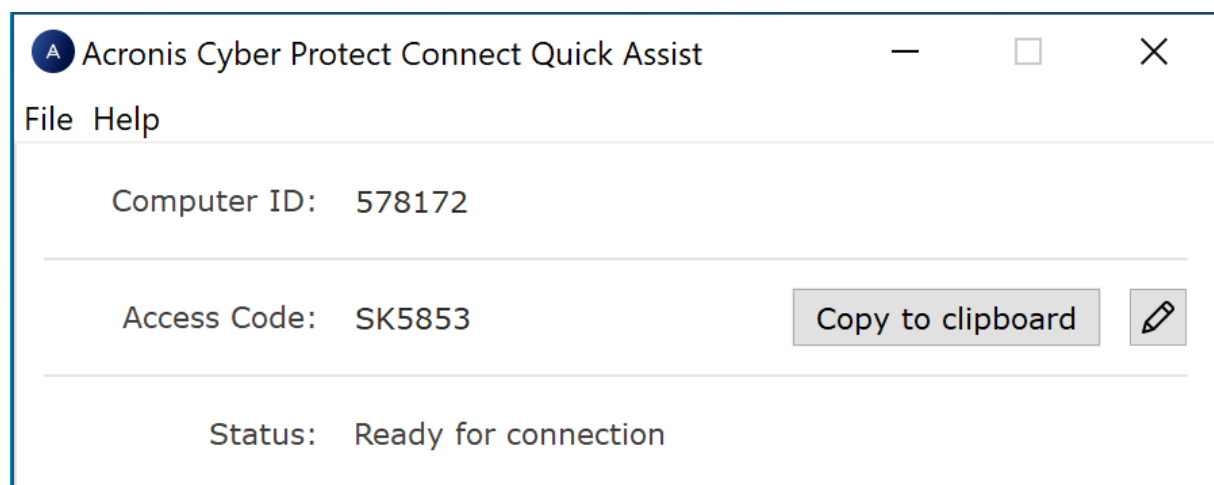 Acronis Cyber Protect Connect Quick Assist
File Help
Computer ID: 578172
Access Code: SK5853 Copy to clipboard
Status: Ready for connection